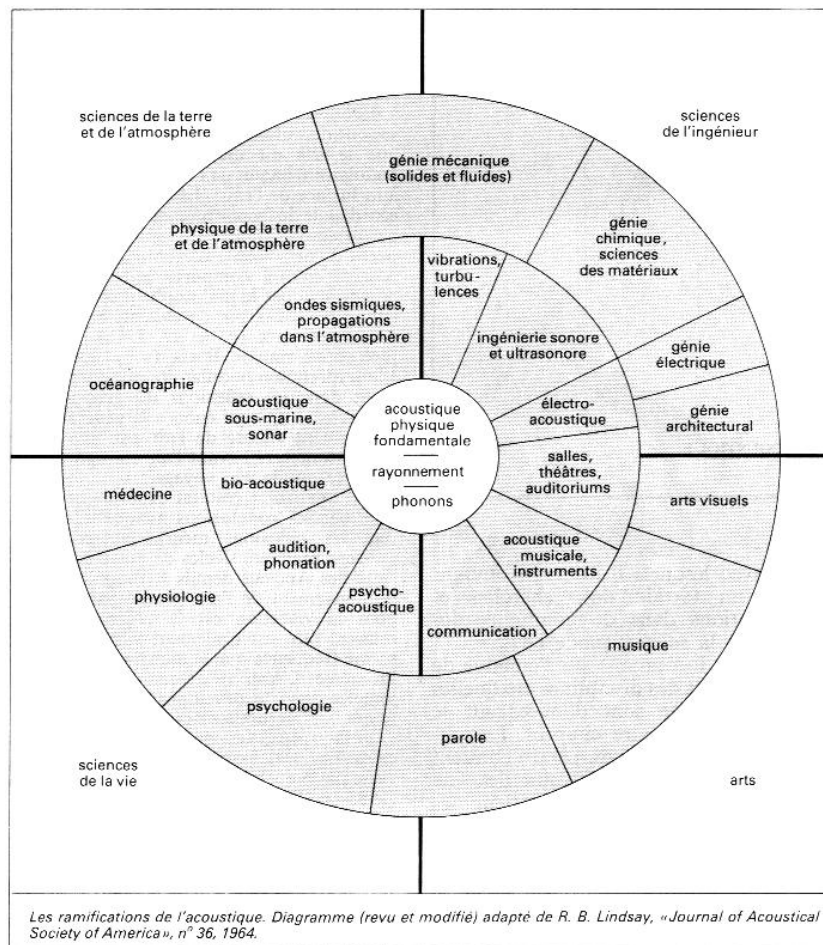 sciences de la terre
et de l'atmosphère
sciences
de l'ingénieur
génie mécanique
(solides et fluides)
physique de la terre
et de l'atmosphère
génie
chimique,
sciences
des matériaux
vibrations,
turbu-
lences
ondes sismiques,
propagations
dans l'atmosphère
ingénierie sonore
et ultrasonore
génie
électrique
océanographie
acoustique
sous-marine,
sonar
acoustique
physique
fondamentale
rayonnement
phonons
électro-
acoustique
génie
architectural
salles,
théâtres,
auditoriums
médecine
bio-acoustique
arts visuels
audition,
phonation
acoustique
musicale,
instruments
physiologie
psycho-
acoustique
communication
musique
psychologie
parole
sciences
de la vie
arts
Les ramifications de l'acoustique. Diagramme (revu et modifié) adapté de R. B. Lindsay, «Journal of Acoustical
Society of America», nº 36, 1964.